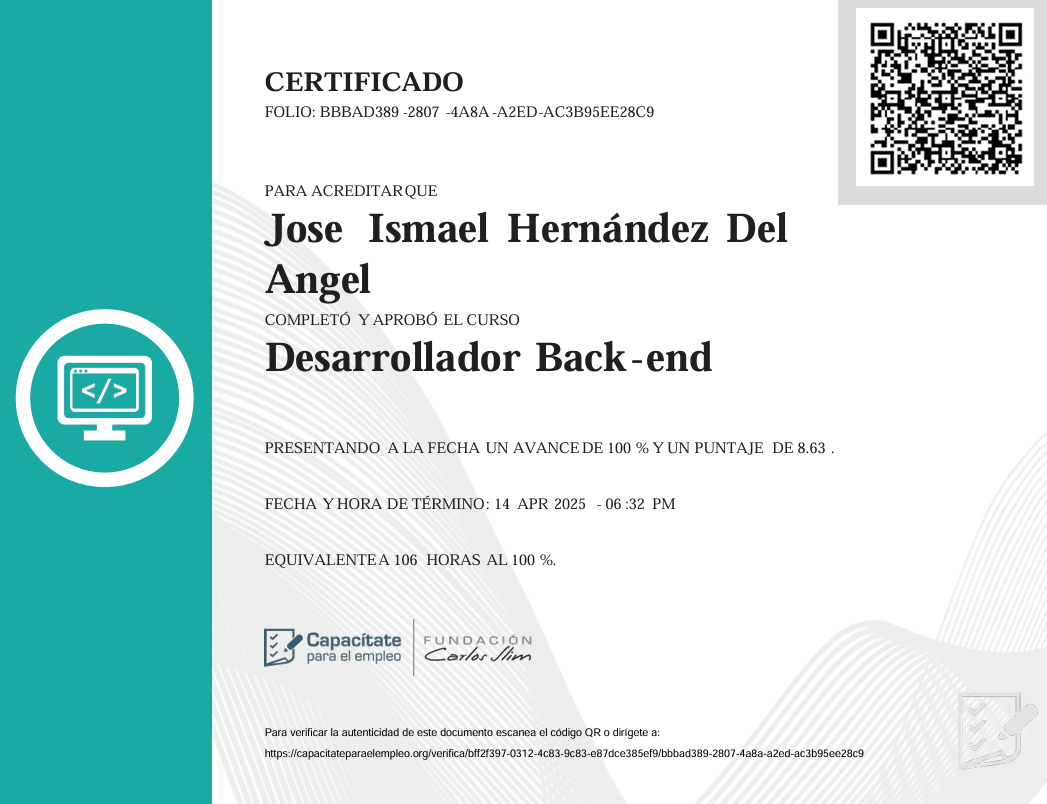 CERTIFICADO
FOLIO: BBBAD389-2807-4A8A-A2ED-AC3B95EE28C9
PARA ACREDITAR QUE
Jose Ismael Hernández Del
Angel
COMPLETÓ Y APROBÓ EL CURSO
Desarrollador Back-end
</>
PRESENTANDO A LA FECHA UN AVANCE DE 100 % Y UN PUNTAJE DE 8.63 .
FECHA Y HORA DE TÉRMINO: 14 APR 2025 - 06:32 PM
EQUIVALENTE A 106 HORAS AL 100 %.
Capacítate
para el empleo
FUNDACIÓN
Carlos Slim
Para verificar la autenticidad de este documento escanea el código QR o dirígete a:
https://capacitateparaelempleo.org/verifica/bff2f397-0312-4c83-9c83-e87dce385ef9/bbbad389-2807-4a8a-a2ed-ac3b95ee28c9